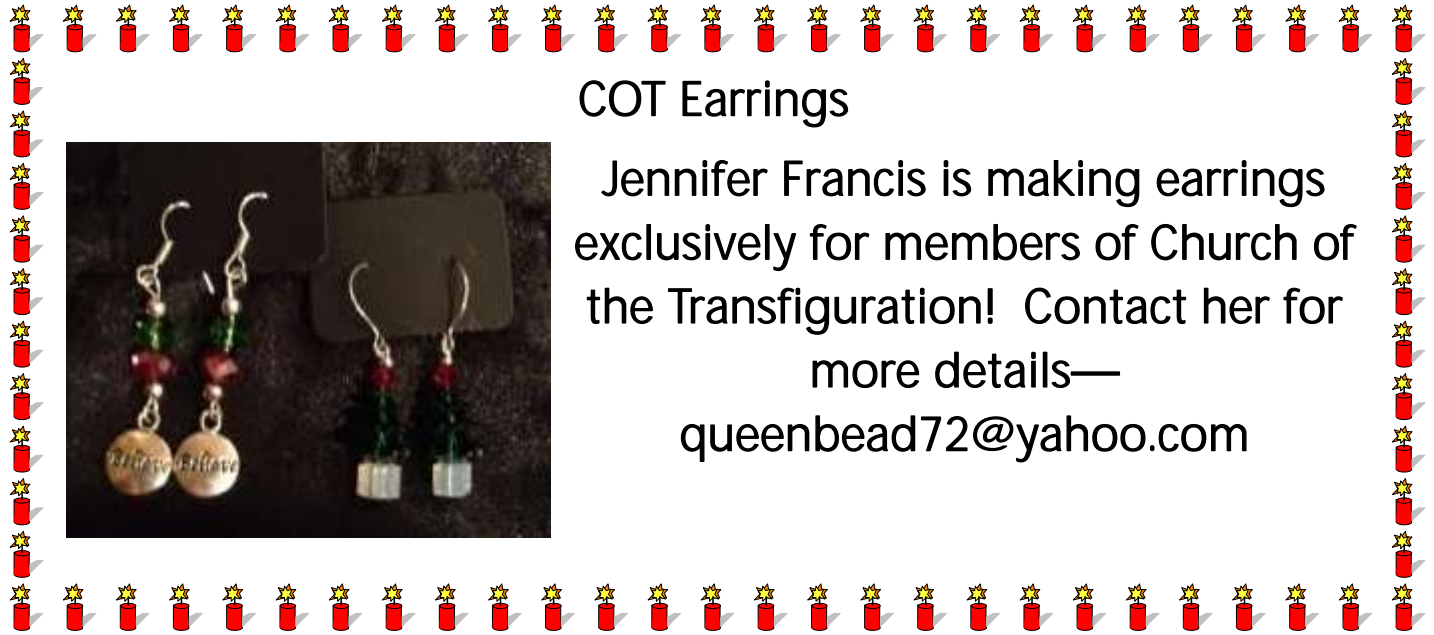 COT Earrings
Jennifer Francis is making earrings
exclusively for members of Church of
the Transfiguration!  Contact her for
more details—
queenbead72@yahoo.com
Believe Believe